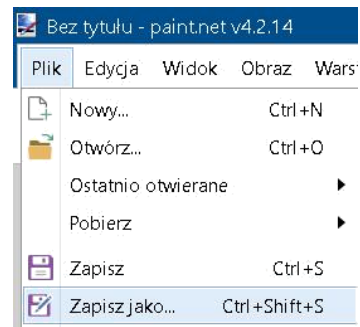 Bez tytułu - paint.net v4.2.14
Plik Edycja Widok Obraz Warst
Nowy... Ctrl+N
Otwórz... Ctrl+O
Ostatnio otwierane
Pobierz
Zapisz Ctrl+S
Zapisz jako... Ctrl+Shift+S